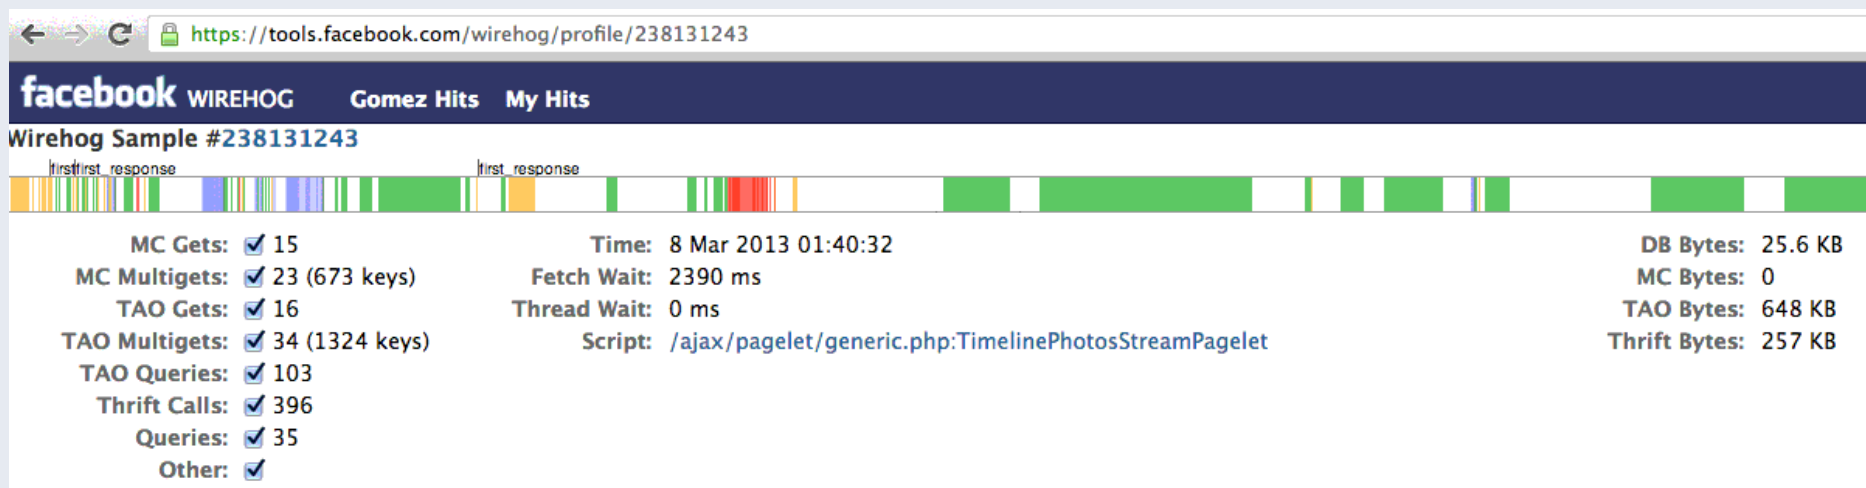 https://tools.facebook.com/wirehog/profile/238131243
facebook WIREHOG Gomez Hits My Hits
Wirehog Sample #238131243
first first_response first_response
MC Gets: 15 Time: 8 Mar 2013 01:40:32 DB Bytes: 25.6 KB
MC Multigets: 23 (673 keys) Fetch Wait: 2390 ms MC Bytes: 0
TAO Gets: 16 Thread Wait: 0 ms TAO Bytes: 648 KB
TAO Multigets: 34 (1324 keys) Script: /ajax/pagelet/generic.php:TimelinePhotosStreamPagelet Thrift Bytes: 257 KB
TAO Queries: 103
Thrift Calls: 396
Queries: 35
Other: